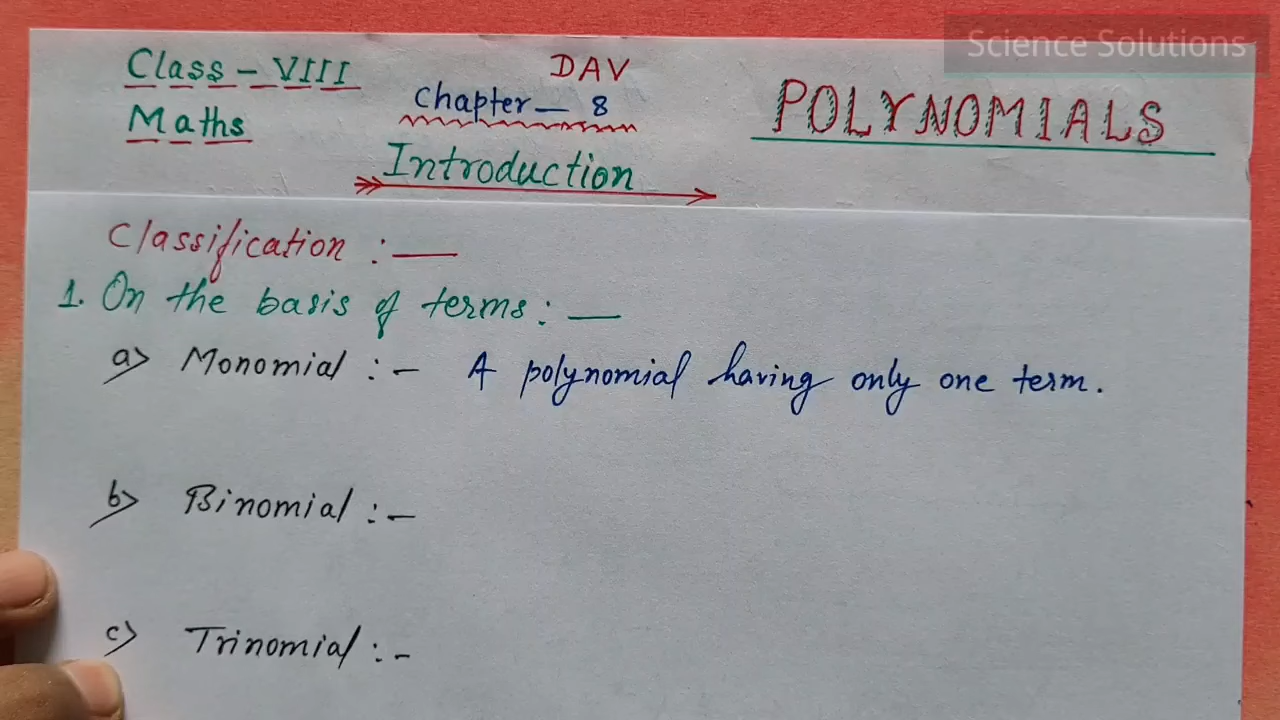 Science Solutions
Class - VIII
DAV
Chapter - 8
POLYNOMIALS
Maths
Introduction
Classification :-
1. On the basis of terms :-
a) Monomial :- A polynomial having only one term.
b) Binomial :-
c) Trinomial :-